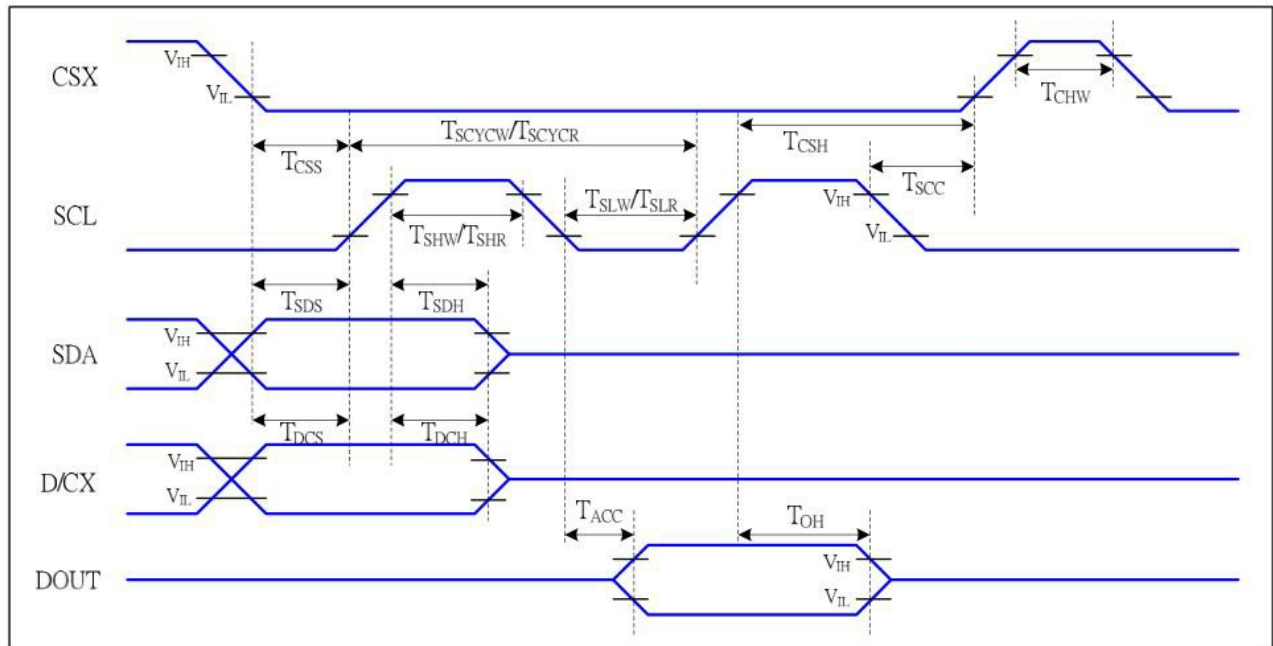 CSX
V_IH
V_IL
T_CHW
T_SCYCW/T_SCYCR
T_CSS
T_CSH
T_SCC
SCL
T_SLW/T_SLR
V_IH
T_SHW/T_SHR
V_IL
T_SDS
T_SDH
SDA
V_IH
V_IL
T_DCS
T_DCH
D/CX
V_IH
V_IL
T_ACC
T_OH
DOUT
V_IH
V_IL